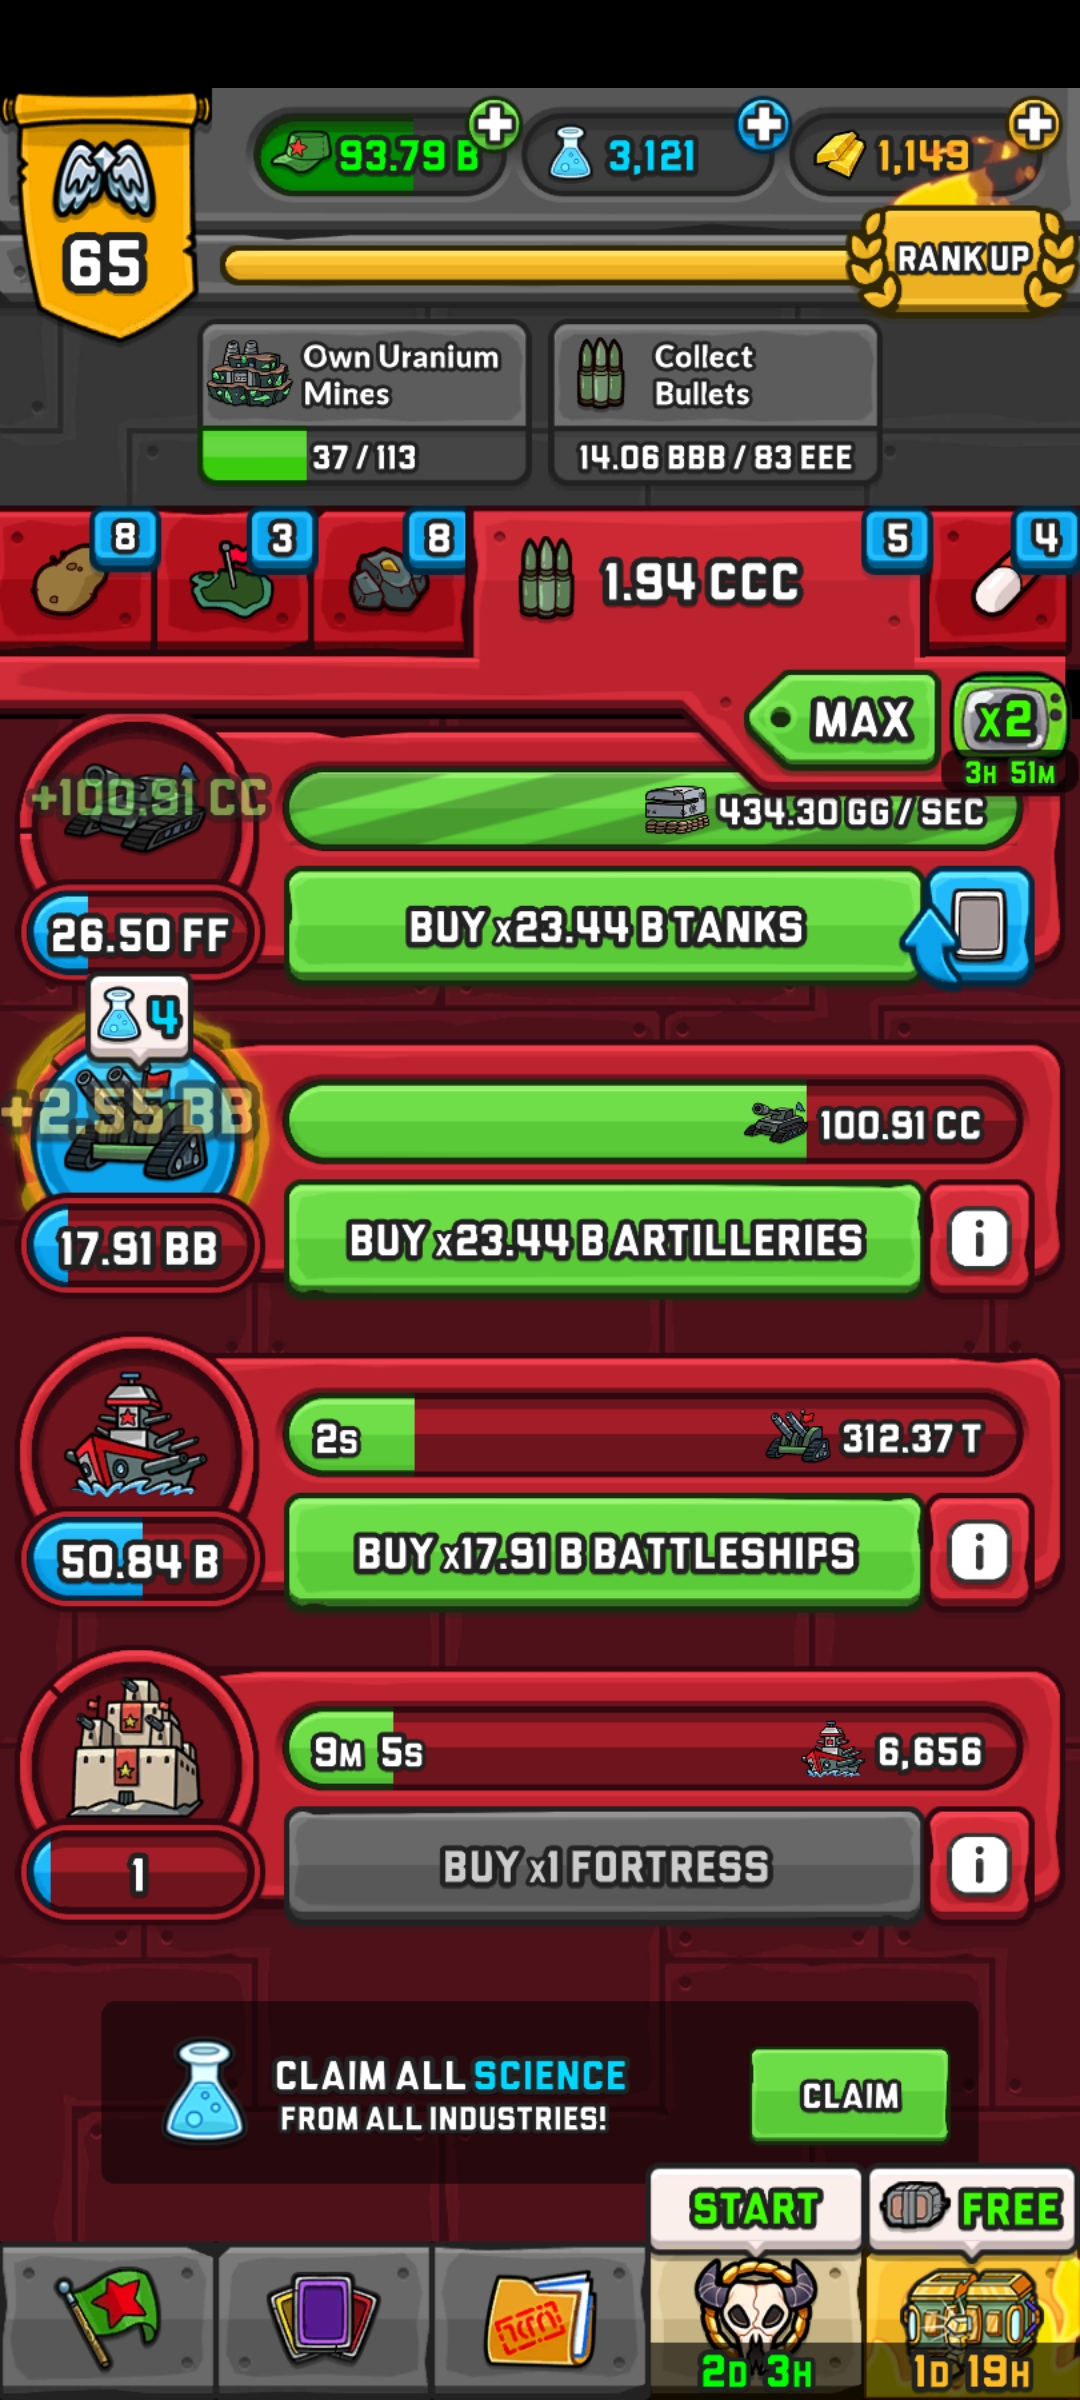 93.79 B
3,121
1,149
65
RANK UP
Own Uranium
Mines
37 / 113
Collect
Bullets
14.06 BBB / 83 EEE
8
3
8
1.94 CCC
5
4
MAX
x2
3H 51M
+100.91 CC
434.30 GG / SEC
26.50 FF
BUY x23.44 B TANKS
4
+2.55 BB
100.91 CC
17.91 BB
BUY x23.44 B ARTILLERIES
i
2S
312.37 T
50.84 B
BUY x17.91 B BATTLESHIPS
i
9M 5S
6,656
1
BUY x1 FORTRESS
i
CLAIM ALL SCIENCE
FROM ALL INDUSTRIES!
CLAIM
START
FREE
2D 3H
1D 19H